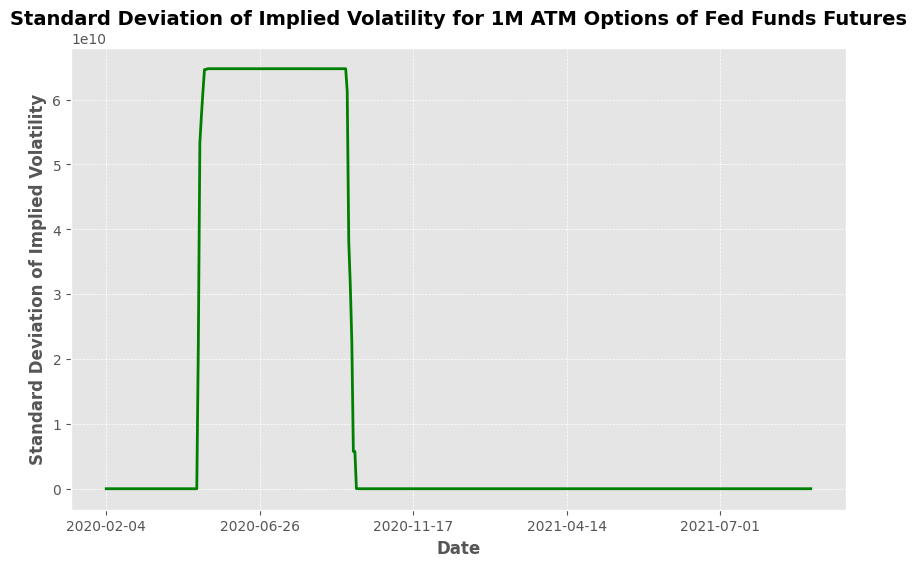 Standard Deviation of Implied Volatility for 1M ATM Options of Fed Funds Futures
1e10
6
5
4
3
2
1
0
Standard Deviation of Implied Volatility
2020-02-04 2020-06-26 2020-11-17 2021-04-14 2021-07-01
Date